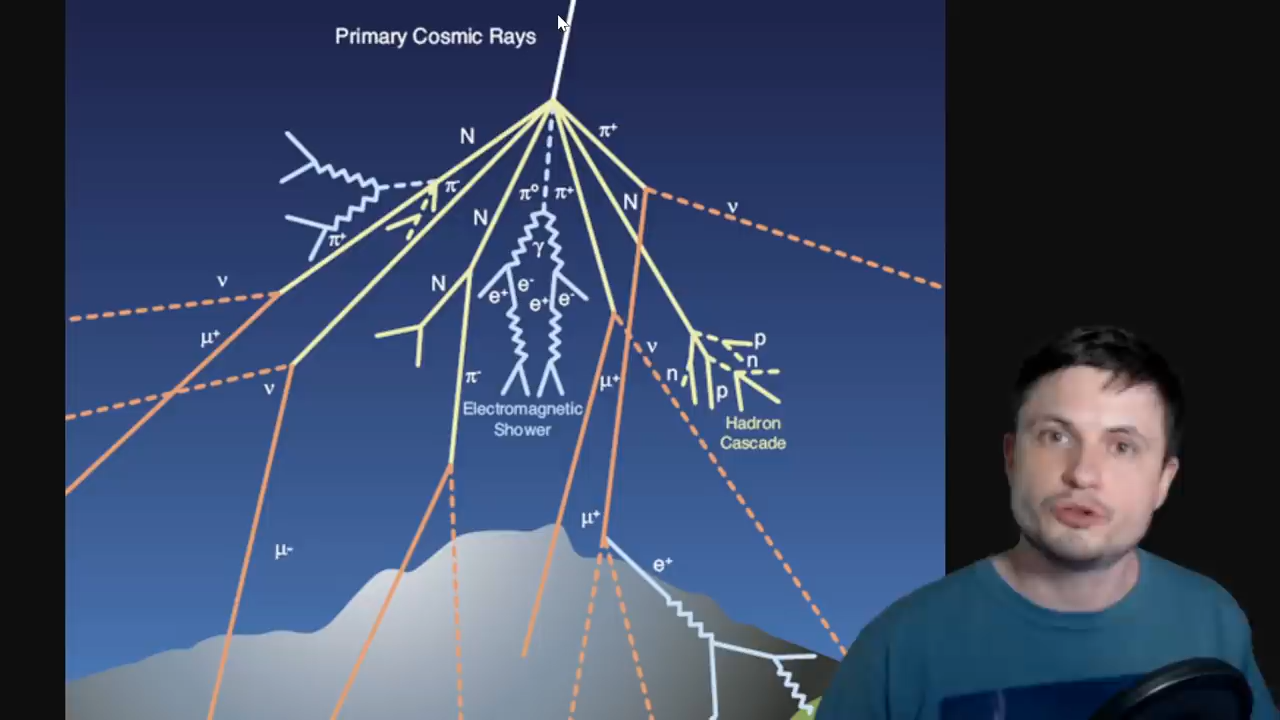 Primary Cosmic Rays
N
π⁺
π⁻
π⁰
π⁺
N
ν
N
π⁺
γ
ν
N
e⁻
e⁺
e⁺
e⁻
μ⁺
ν
n
p
n
p
μ⁺
π⁻
ν
Electromagnetic
Shower
Hadron
Cascade
μ⁺
μ-
e⁺